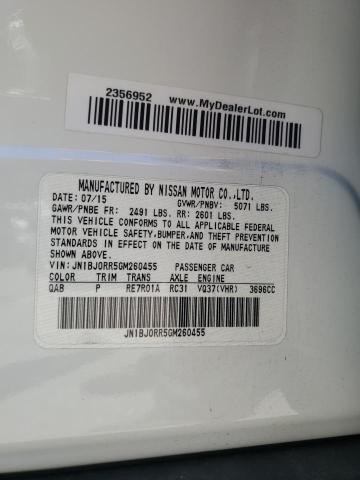 2356952 www.MyDealerLot.com
MANUFACTURED BY NISSAN MOTOR CO.,LTD.
DATE: 07/15 GVWR/PNBV: 5071 LBS.
GAWR/PNBE FR: 2491 LBS. RR: 2601 LBS.
THIS VEHICLE CONFORMS TO ALL APPLICABLE FEDERAL
MOTOR VEHICLE SAFETY,BUMPER,AND THEFT PREVENTION
STANDARDS IN EFFECT ON THE DATE OF MANUFACTURE
SHOWN ABOVE.
VIN: JN1BJ0RR5GM260455 PASSENGER CAR
COLOR TRIM TRANS AXLE ENGINE
QAB P RE7R01A RC31 VQ37(VHR) 3696CC
JN1BJ0RR5GM260455